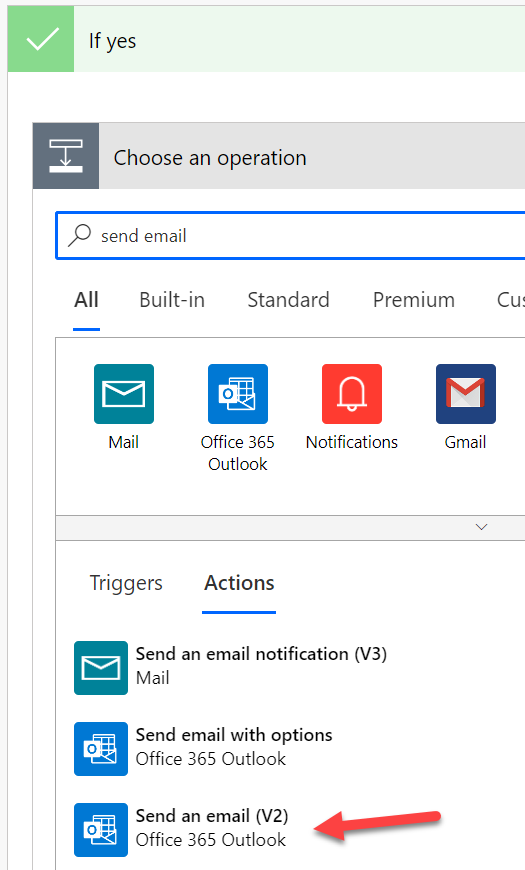 If yes
Choose an operation
send email
All Built-in Standard Premium Cus
Mail Office 365 Outlook Notifications Gmail
Triggers Actions
Send an email notification (V3)
Mail
Send email with options
Office 365 Outlook
Send an email (V2)
Office 365 Outlook